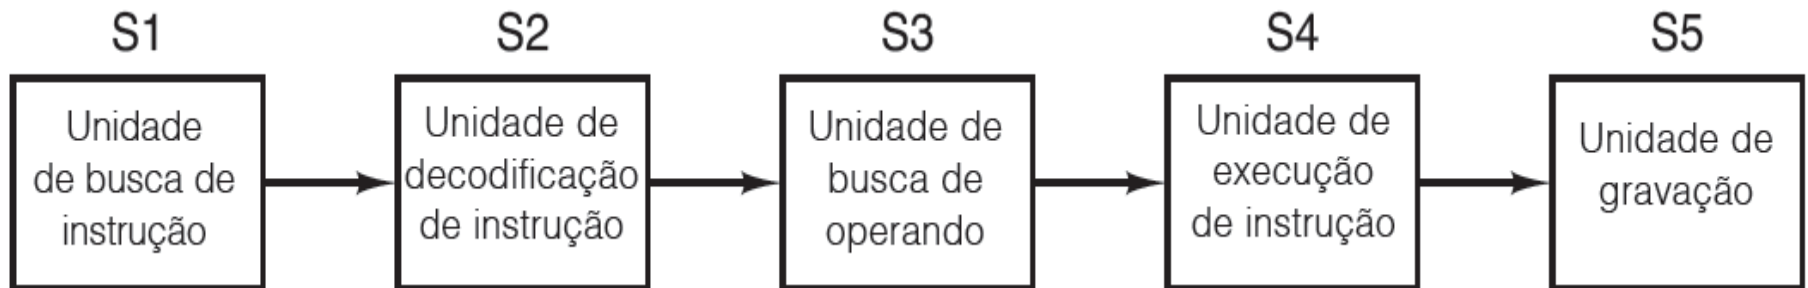 S1
S2
S3
S4
S5
Unidade
de busca de
instrução
Unidade de
decodificação
de instrução
Unidade de
busca de
operando
Unidade de
execução
de instrução
Unidade de
gravação